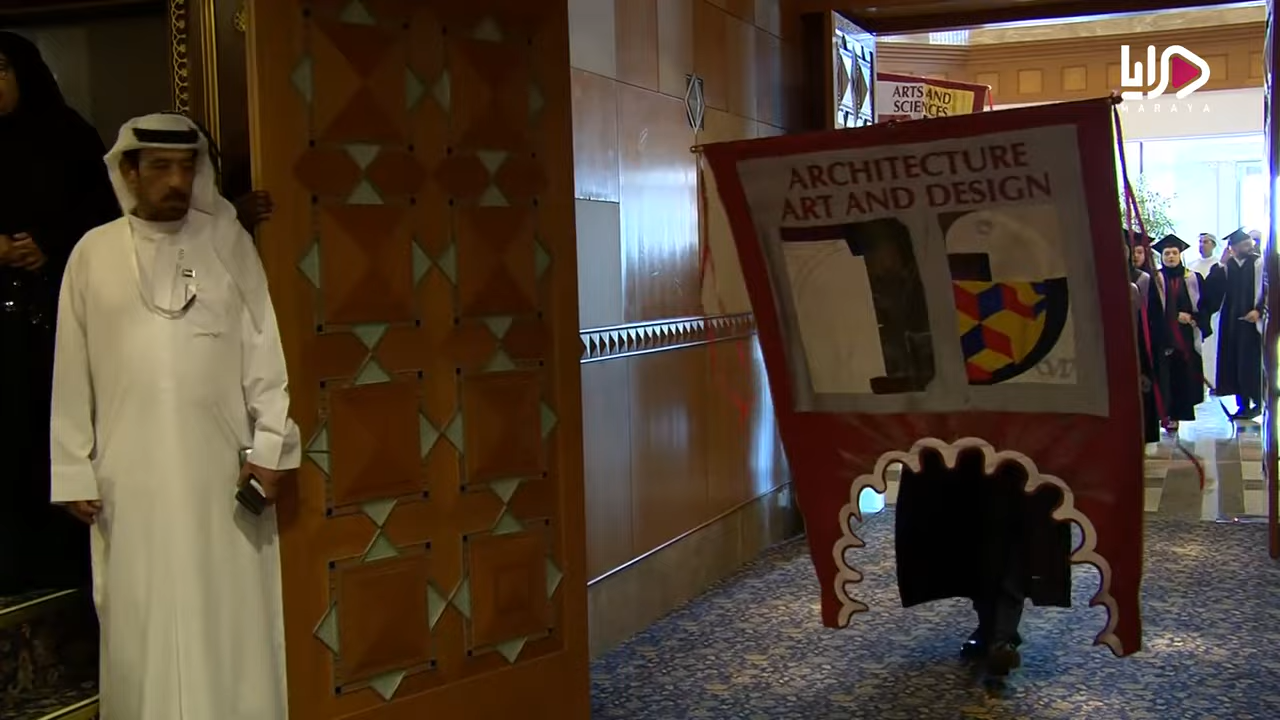 مرايا
MARAYA
ARTS AND
SCIENCES
ARCHITECTURE
ART AND DESIGN